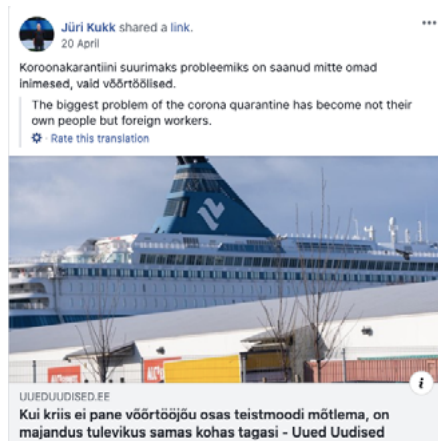 Jüri Kukk shared a link.
20 April
Koroonakarantiini suurimaks probleemiks on saanud mitte omad
inimesed, vaid võõrtöölised.
The biggest problem of the corona quarantine has become not their
own people but foreign workers.
· Rate this translation
UUEDUUDISED.EE
Kui kriis ei pane võõrtööjõu osas teistmoodi mõtlema, on
majandus tulevikus samas kohas tagasi - Uued Uudised